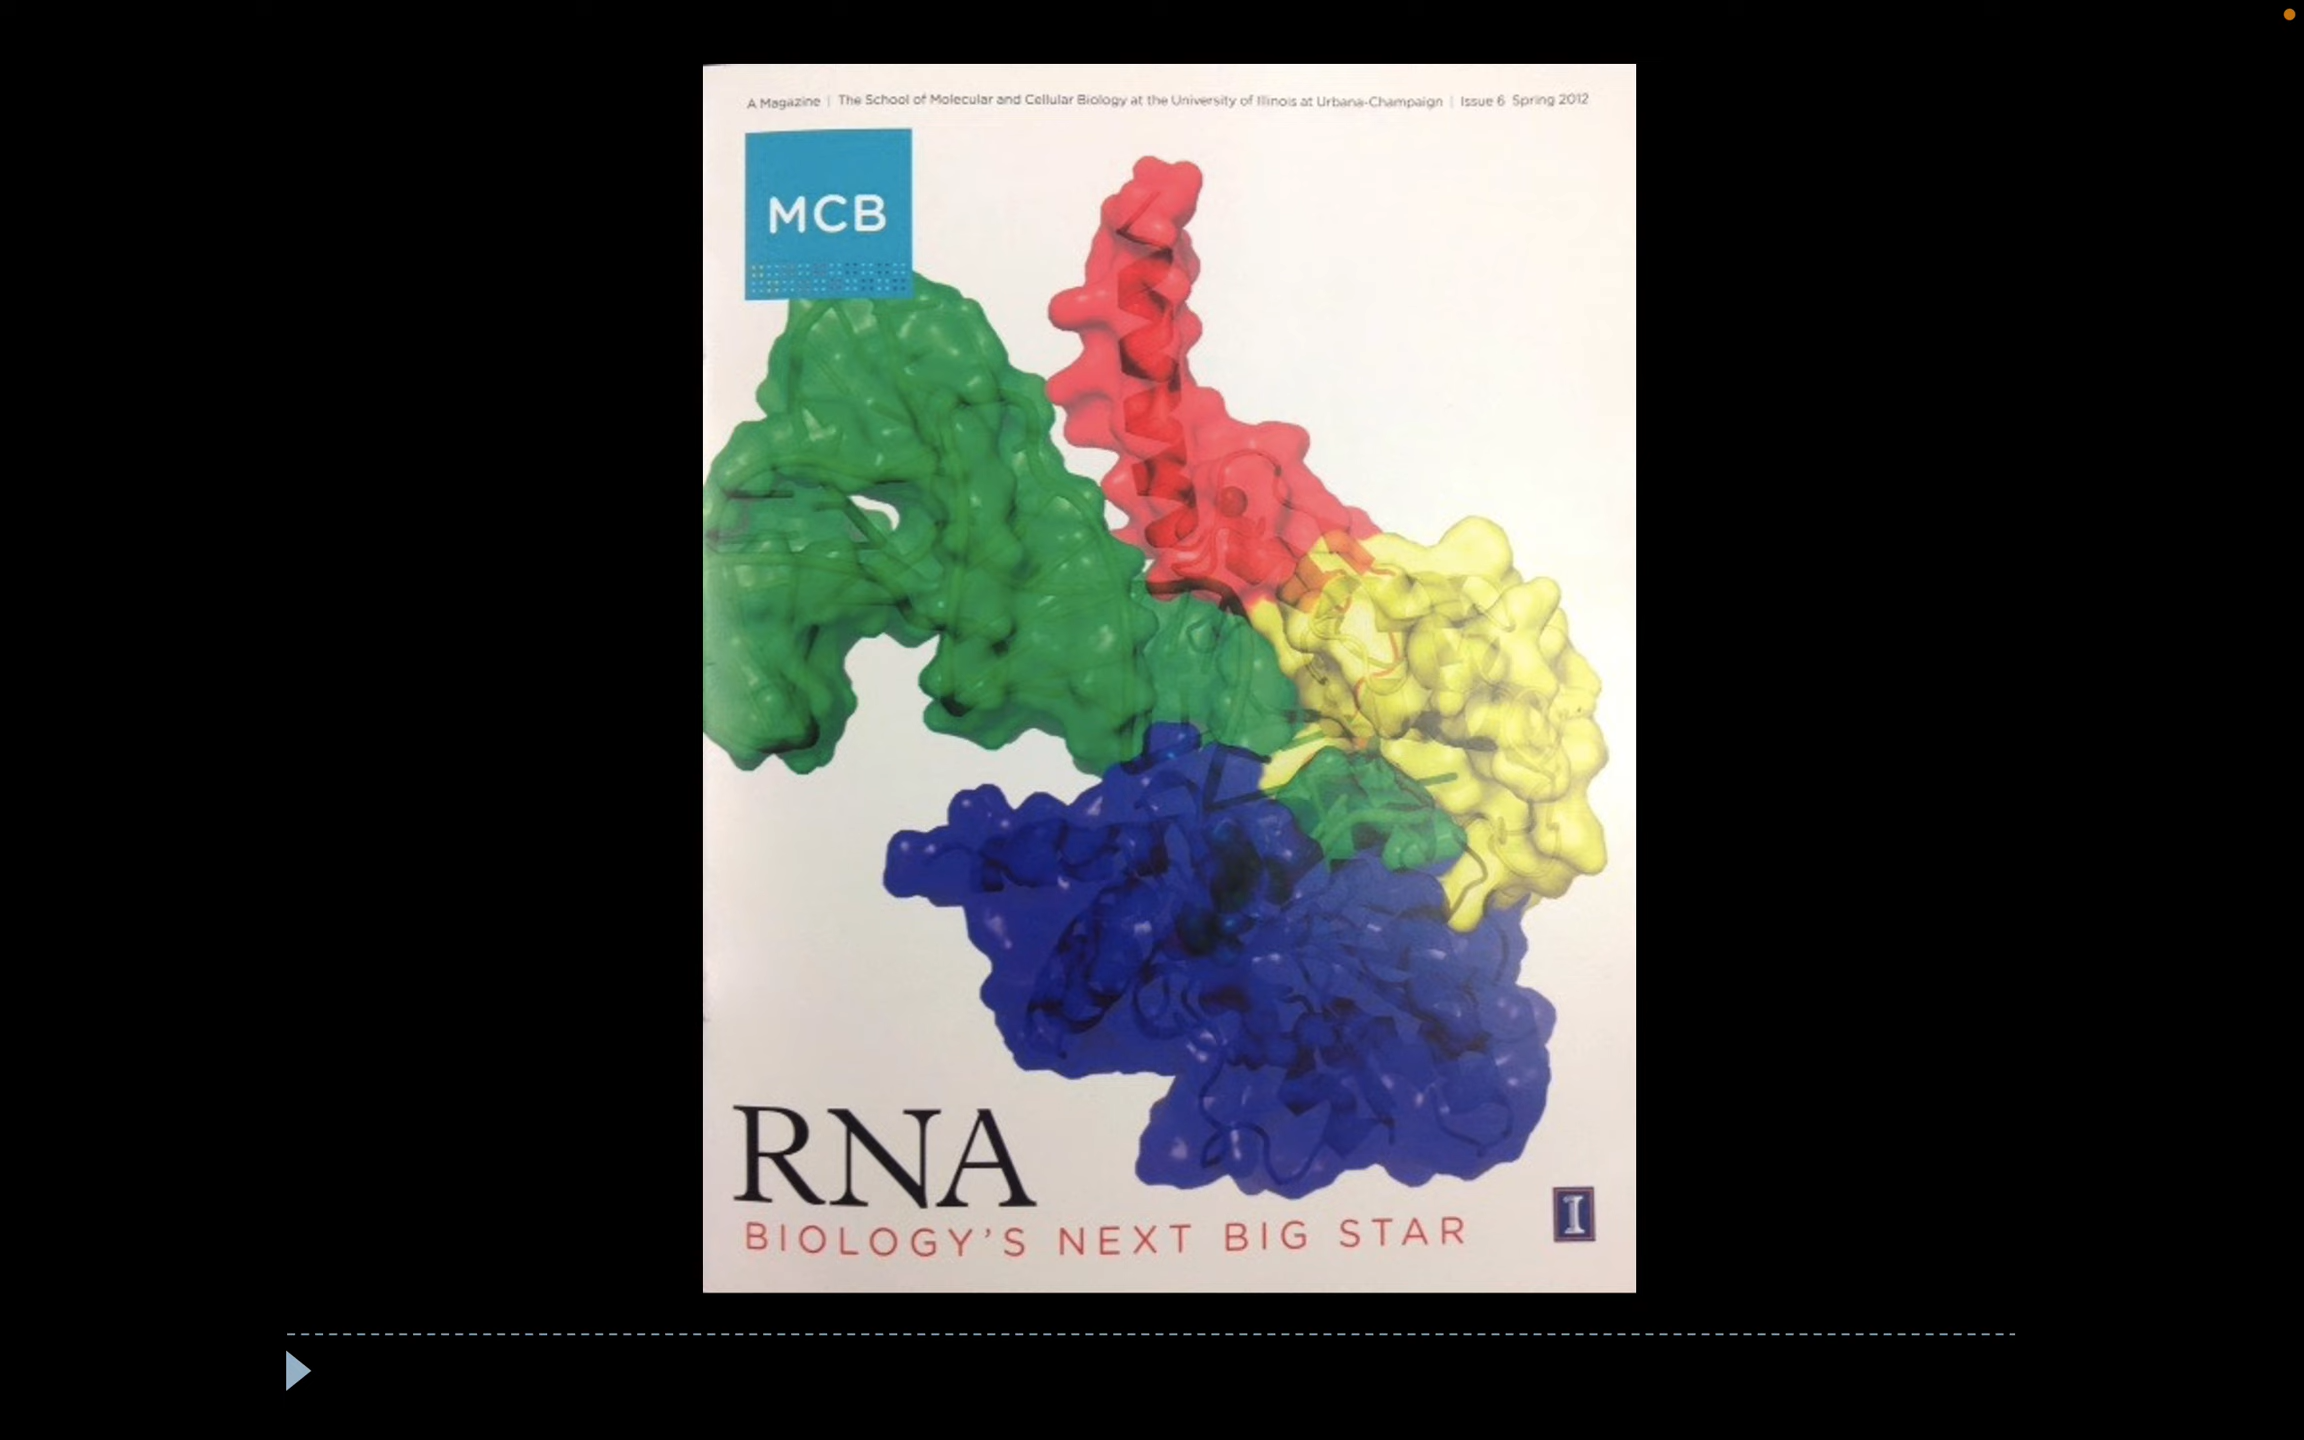 A Magazine | The School of Molecular and Cellular Biology at the University of Illinois at Urbana-Champaign | Issue 6 Spring 2012
MCB
RNA
BIOLOGY'S NEXT BIG STAR
I